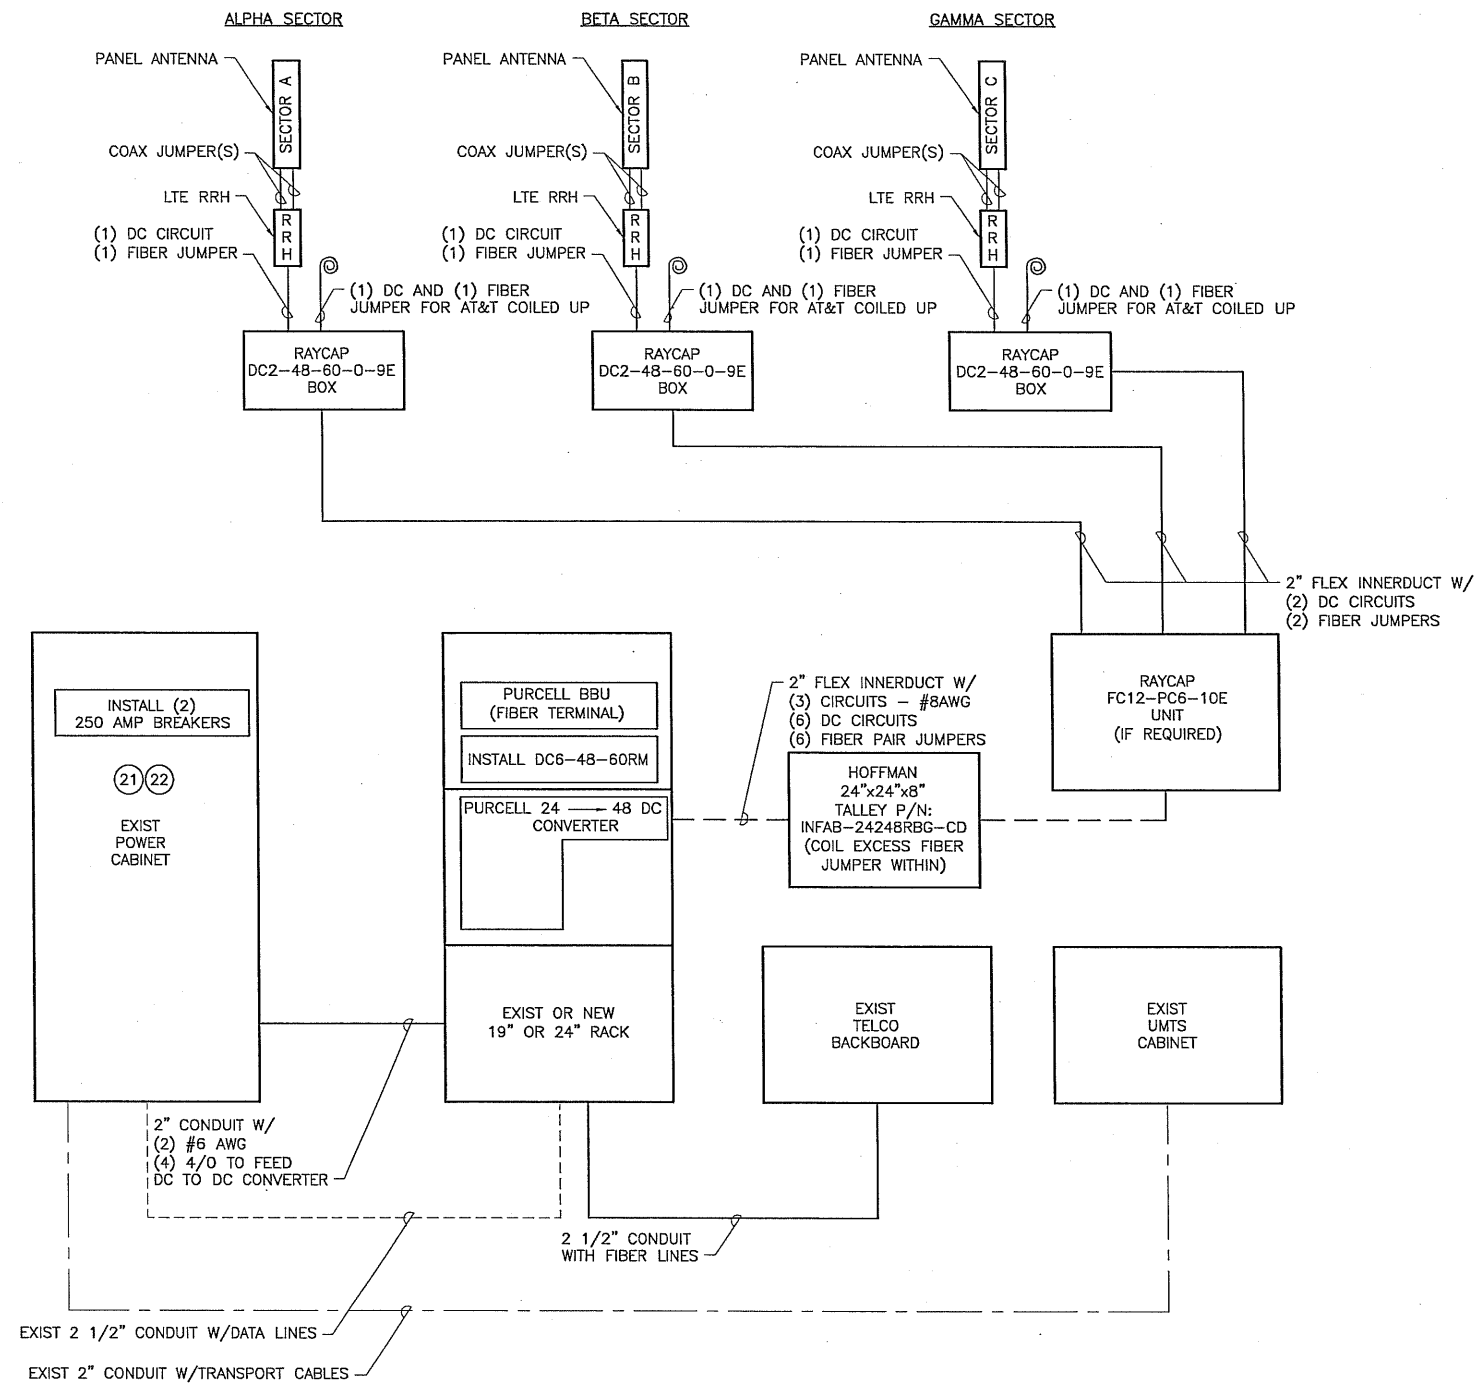 ALPHA SECTOR
BETA SECTOR
GAMMA SECTOR
PANEL ANTENNA
SECTOR A
COAX JUMPER(S)
LTE RRH
RRH
(1) DC CIRCUIT
(1) FIBER JUMPER
(1) DC AND (1) FIBER
JUMPER FOR AT&T COILED UP
RAYCAP
DC2-48-60-0-9E
BOX
PANEL ANTENNA
SECTOR B
COAX JUMPER(S)
LTE RRH
RRH
(1) DC CIRCUIT
(1) FIBER JUMPER
(1) DC AND (1) FIBER
JUMPER FOR AT&T COILED UP
RAYCAP
DC2-48-60-0-9E
BOX
PANEL ANTENNA
SECTOR C
COAX JUMPER(S)
LTE RRH
RRH
(1) DC CIRCUIT
(1) FIBER JUMPER
(1) DC AND (1) FIBER
JUMPER FOR AT&T COILED UP
RAYCAP
DC2-48-60-0-9E
BOX
2" FLEX INNERDUCT W/
(2) DC CIRCUITS
(2) FIBER JUMPERS
INSTALL (2)
250 AMP BREAKERS
21 22
EXIST
POWER
CABINET
PURCELL BBU
(FIBER TERMINAL)
INSTALL DC6-48-60RM
PURCELL 24 → 48 DC
CONVERTER
EXIST OR NEW
19" OR 24" RACK
2" FLEX INNERDUCT W/
(3) CIRCUITS - #8AWG
(6) DC CIRCUITS
(6) FIBER PAIR JUMPERS
HOFFMAN
24"x24"x8"
TALLEY P/N:
INFAB-24248RBG-CD
(COIL EXCESS FIBER
JUMPER WITHIN)
RAYCAP
FC12-PC6-10E
UNIT
(IF REQUIRED)
EXIST
TELCO
BACKBOARD
EXIST
UMTS
CABINET
2" CONDUIT W/
(2) #6 AWG
(4) 4/0 TO FEED
DC TO DC CONVERTER
2 1/2" CONDUIT
WITH FIBER LINES
EXIST 2 1/2" CONDUIT W/DATA LINES
EXIST 2" CONDUIT W/TRANSPORT CABLES